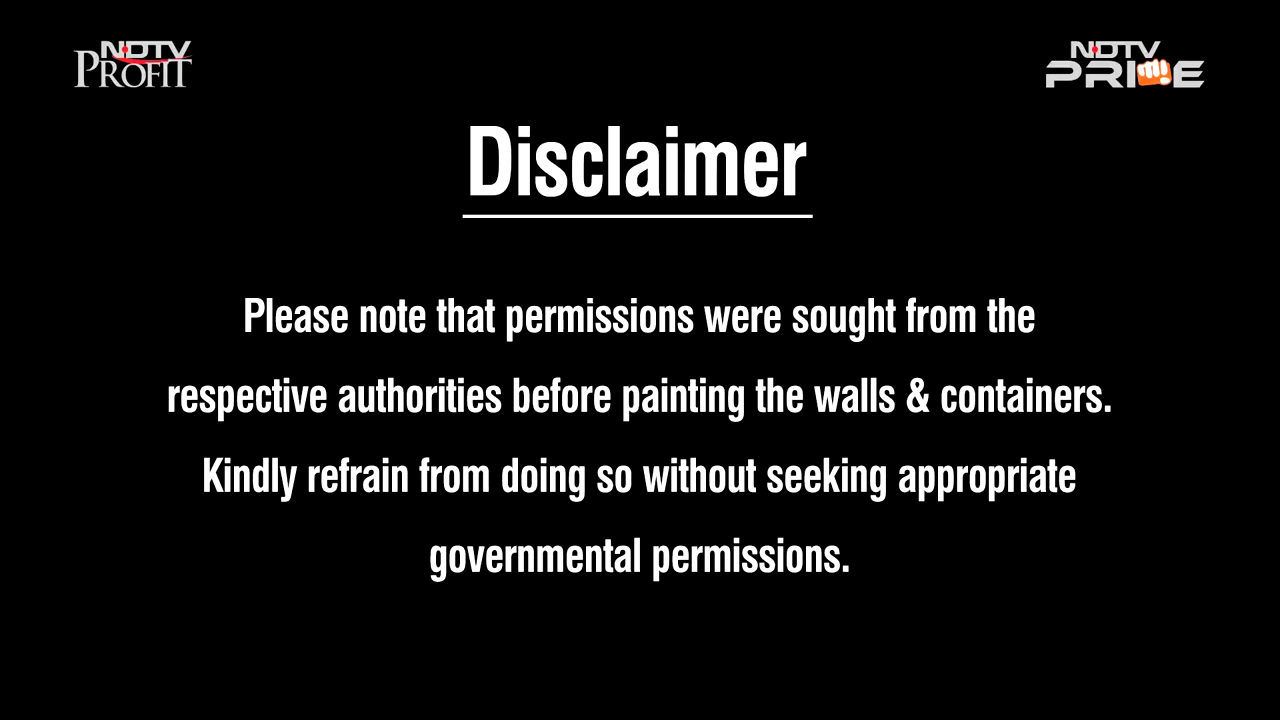 NDTV
PROFIT
NDTV
PRIME
Disclaimer
Please note that permissions were sought from the
respective authorities before painting the walls & containers.
Kindly refrain from doing so without seeking appropriate
governmental permissions.